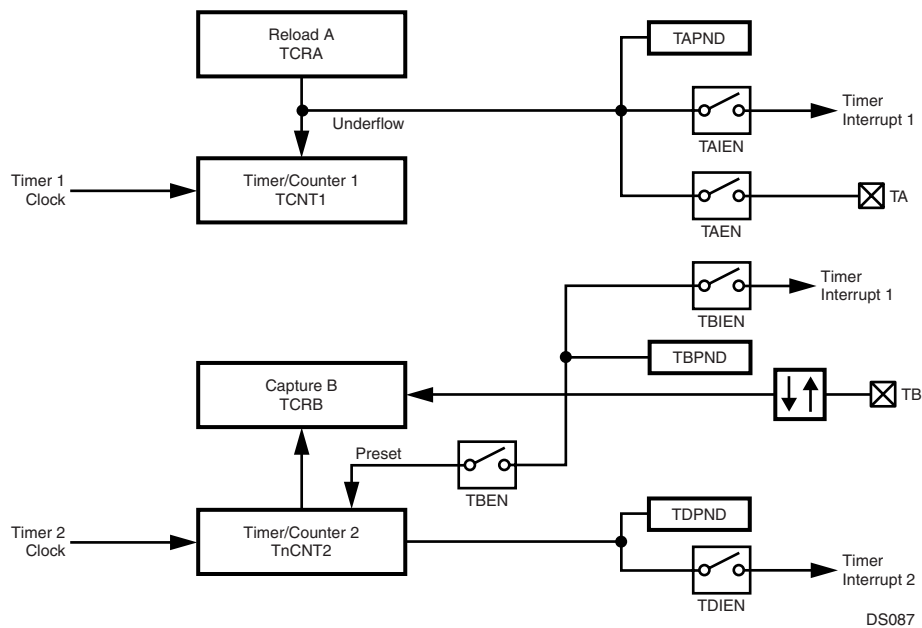 Reload A
TCRA
TAPND
Underflow
Timer
Interrupt 1
TAIEN
Timer 1
Clock
Timer/Counter 1
TCNT1
TA
TAEN
Timer
Interrupt 1
TBIEN
TBPND
Capture B
TCRB
TB
Preset
TBEN
TDPND
Timer 2
Clock
Timer/Counter 2
TnCNT2
Timer
Interrupt 2
TDIEN
DS087